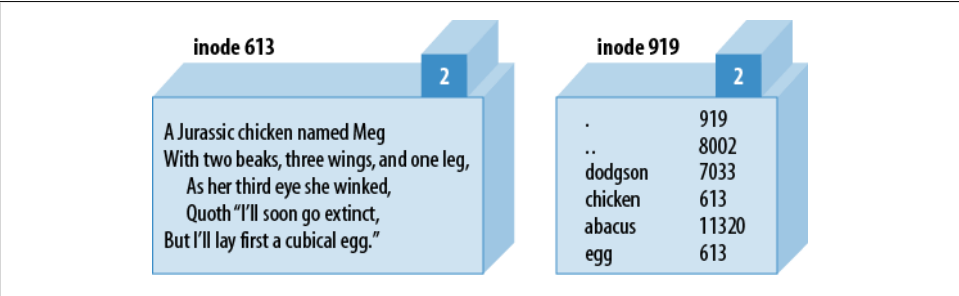 inode 613
2
A Jurassic chicken named Meg
With two beaks, three wings, and one leg,
As her third eye she winked,
Quoth “I’ll soon go extinct,
But I’ll lay first a cubical egg.”
inode 919
2
. 919
.. 8002
dodgson 7033
chicken 613
abacus 11320
egg 613